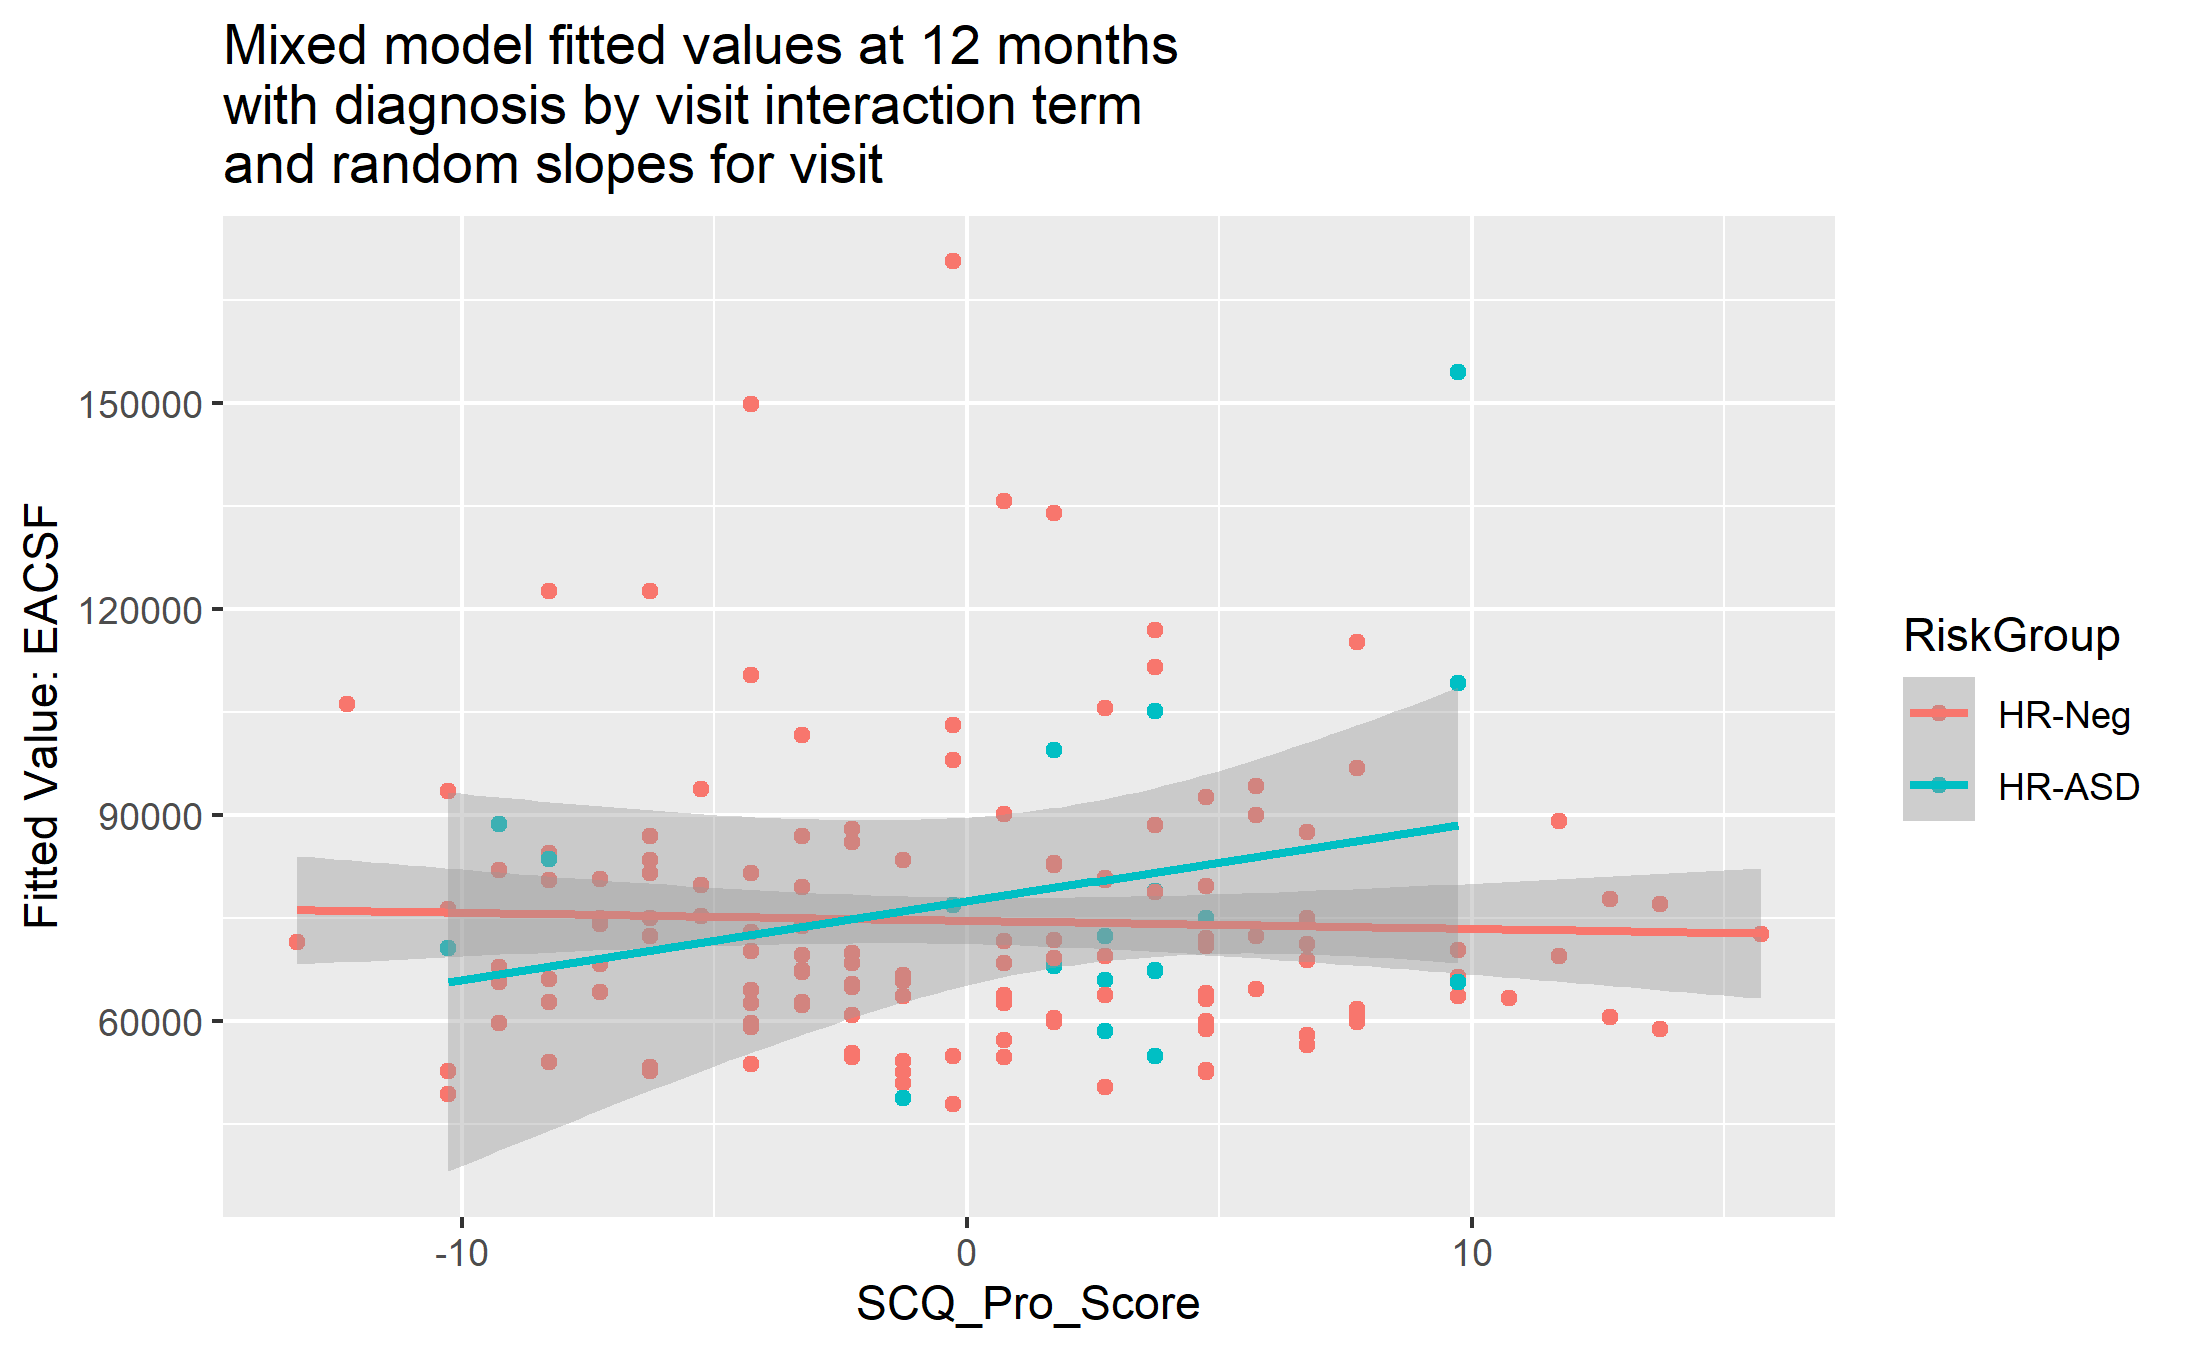 Mixed model fitted values at 12 months
with diagnosis by visit interaction term
and random slopes for visit
Fitted Value: EACSF
150000
120000
90000
60000
-10
0
10
SCQ_Pro_Score
RiskGroup
HR-Neg
HR-ASD